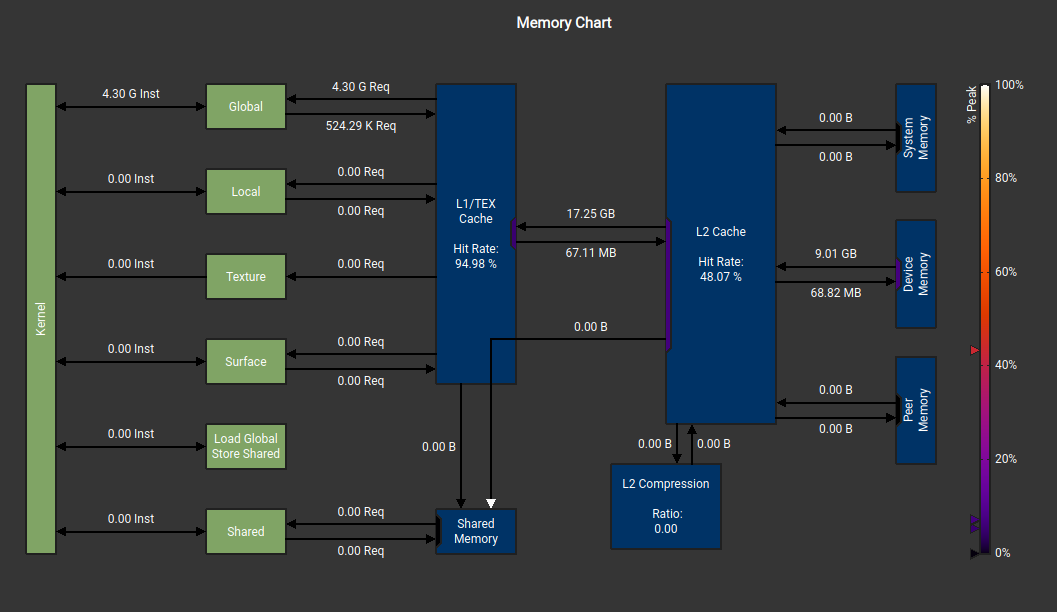 Memory Chart
4.30 G Inst
Global
4.30 G Req
524.29 K Req
0.00 Inst
Local
0.00 Req
0.00 Req
0.00 Inst
Texture
0.00 Req
Kernel
0.00 Inst
Surface
0.00 Req
0.00 Req
0.00 Inst
Load Global
Store Shared
0.00 Inst
Shared
0.00 Req
0.00 Req
L1/TEX
Cache
Hit Rate:
94.98 %
0.00 B
Shared
Memory
17.25 GB
67.11 MB
0.00 B
L2 Cache
Hit Rate:
48.07 %
0.00 B
0.00 B
L2 Compression
Ratio:
0.00
0.00 B
0.00 B
System
Memory
9.01 GB
68.82 MB
Device
Memory
0.00 B
0.00 B
Peer
Memory
% Peak
100%
80%
60%
40%
20%
0%